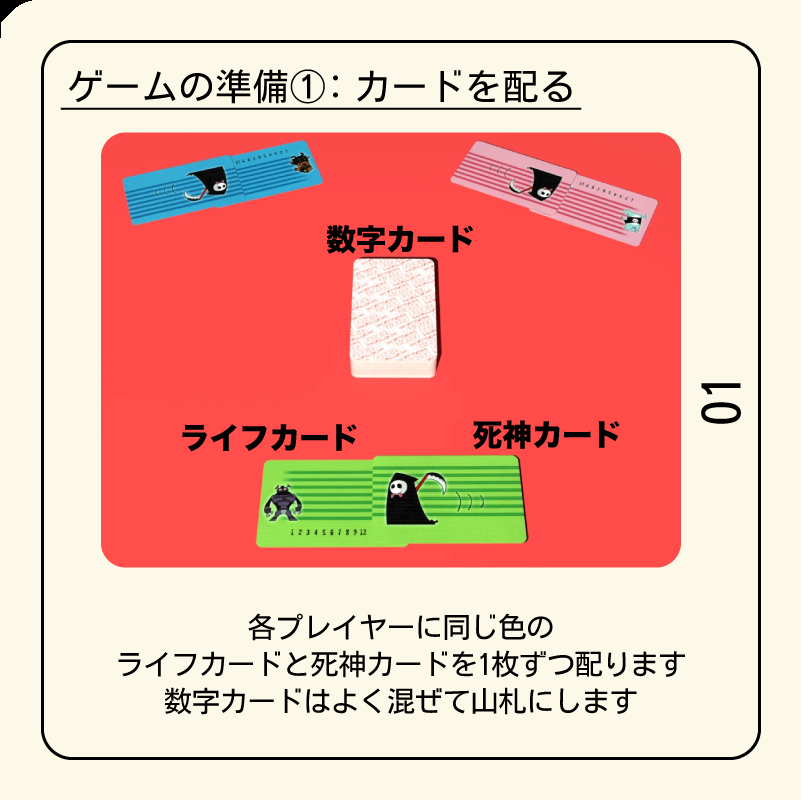 ゲームの準備①: カードを配る
数字カード
ライフカード
死神カード
1 2 3 4 5 6 7 8 9 12
01
各プレイヤーに同じ色の
ライフカードと死神カードを1枚ずつ配ります
数字カードはよく混ぜて山札にします